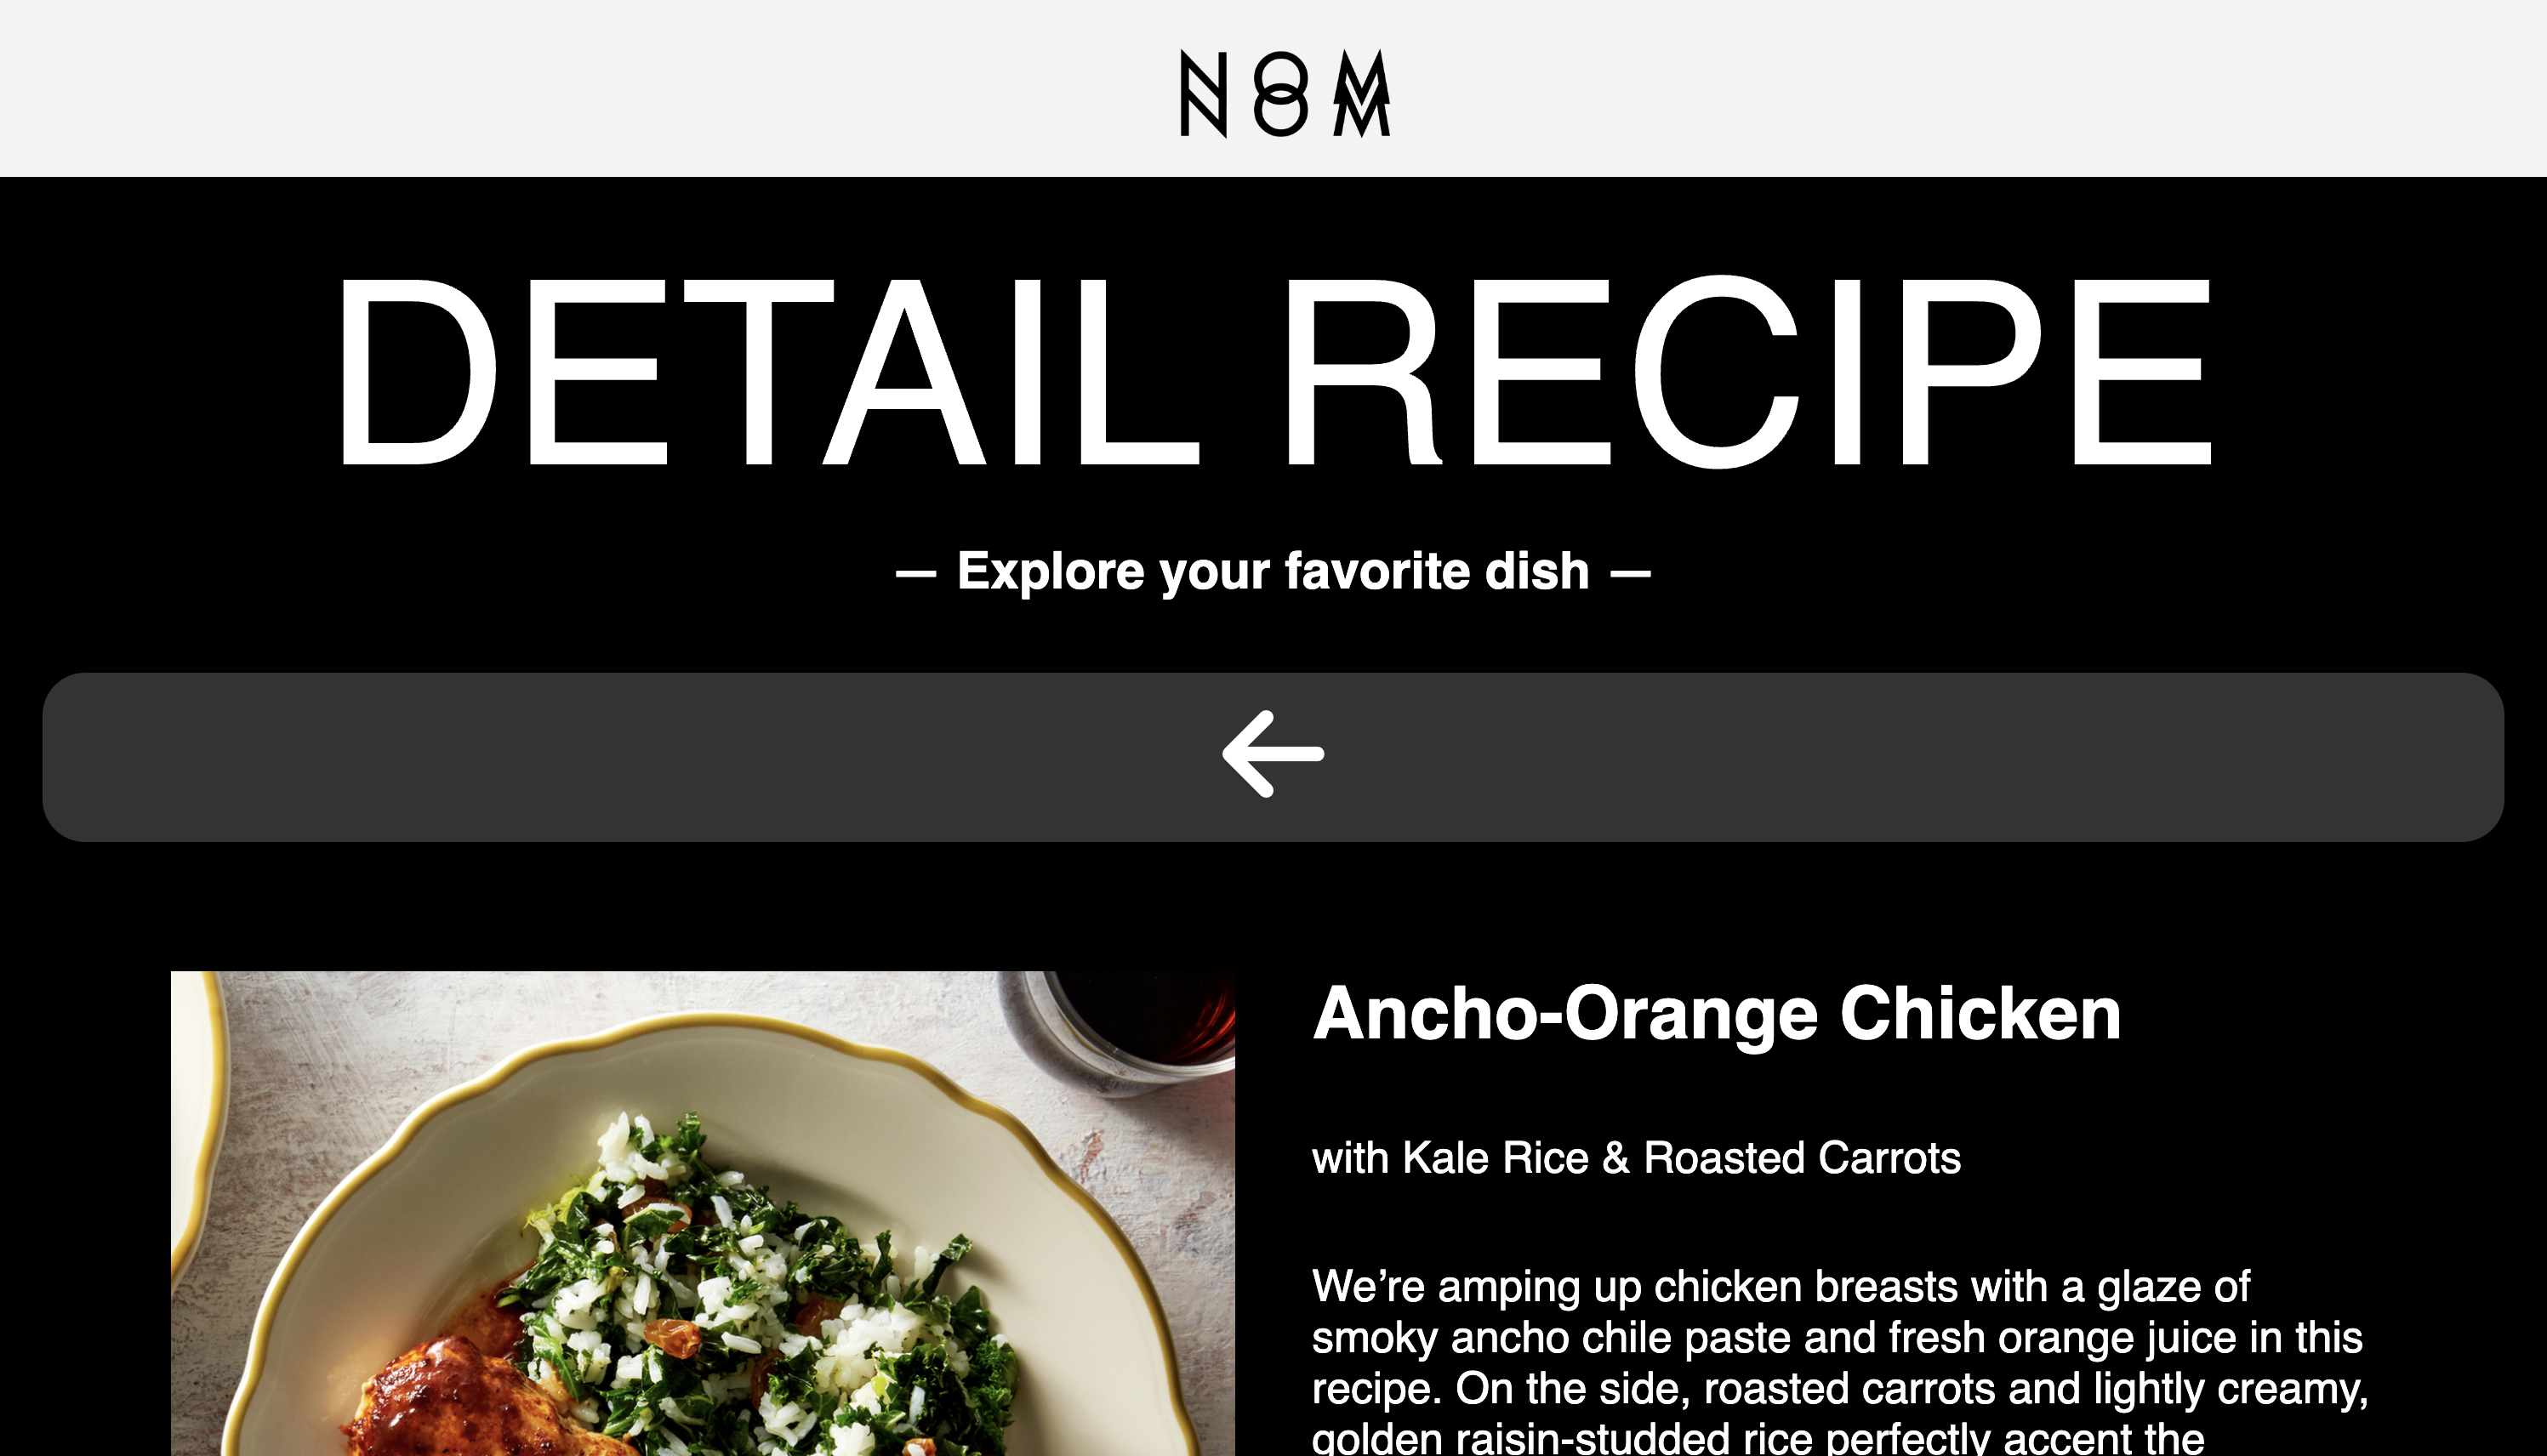 NOM
DETAIL RECIPE
— Explore your favorite dish —
Ancho-Orange Chicken
with Kale Rice & Roasted Carrots
We’re amping up chicken breasts with a glaze of
smoky ancho chile paste and fresh orange juice in this
recipe. On the side, roasted carrots and lightly creamy,
golden raisin-studded rice perfectly accent the